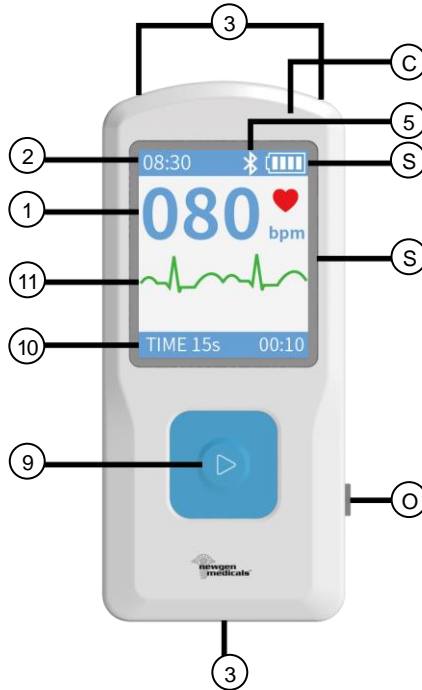 3
C
5
2 08:30 S
1 080
bpm
S
11
10 TIME 15s 00:10
9
O
newgen
medicals
3